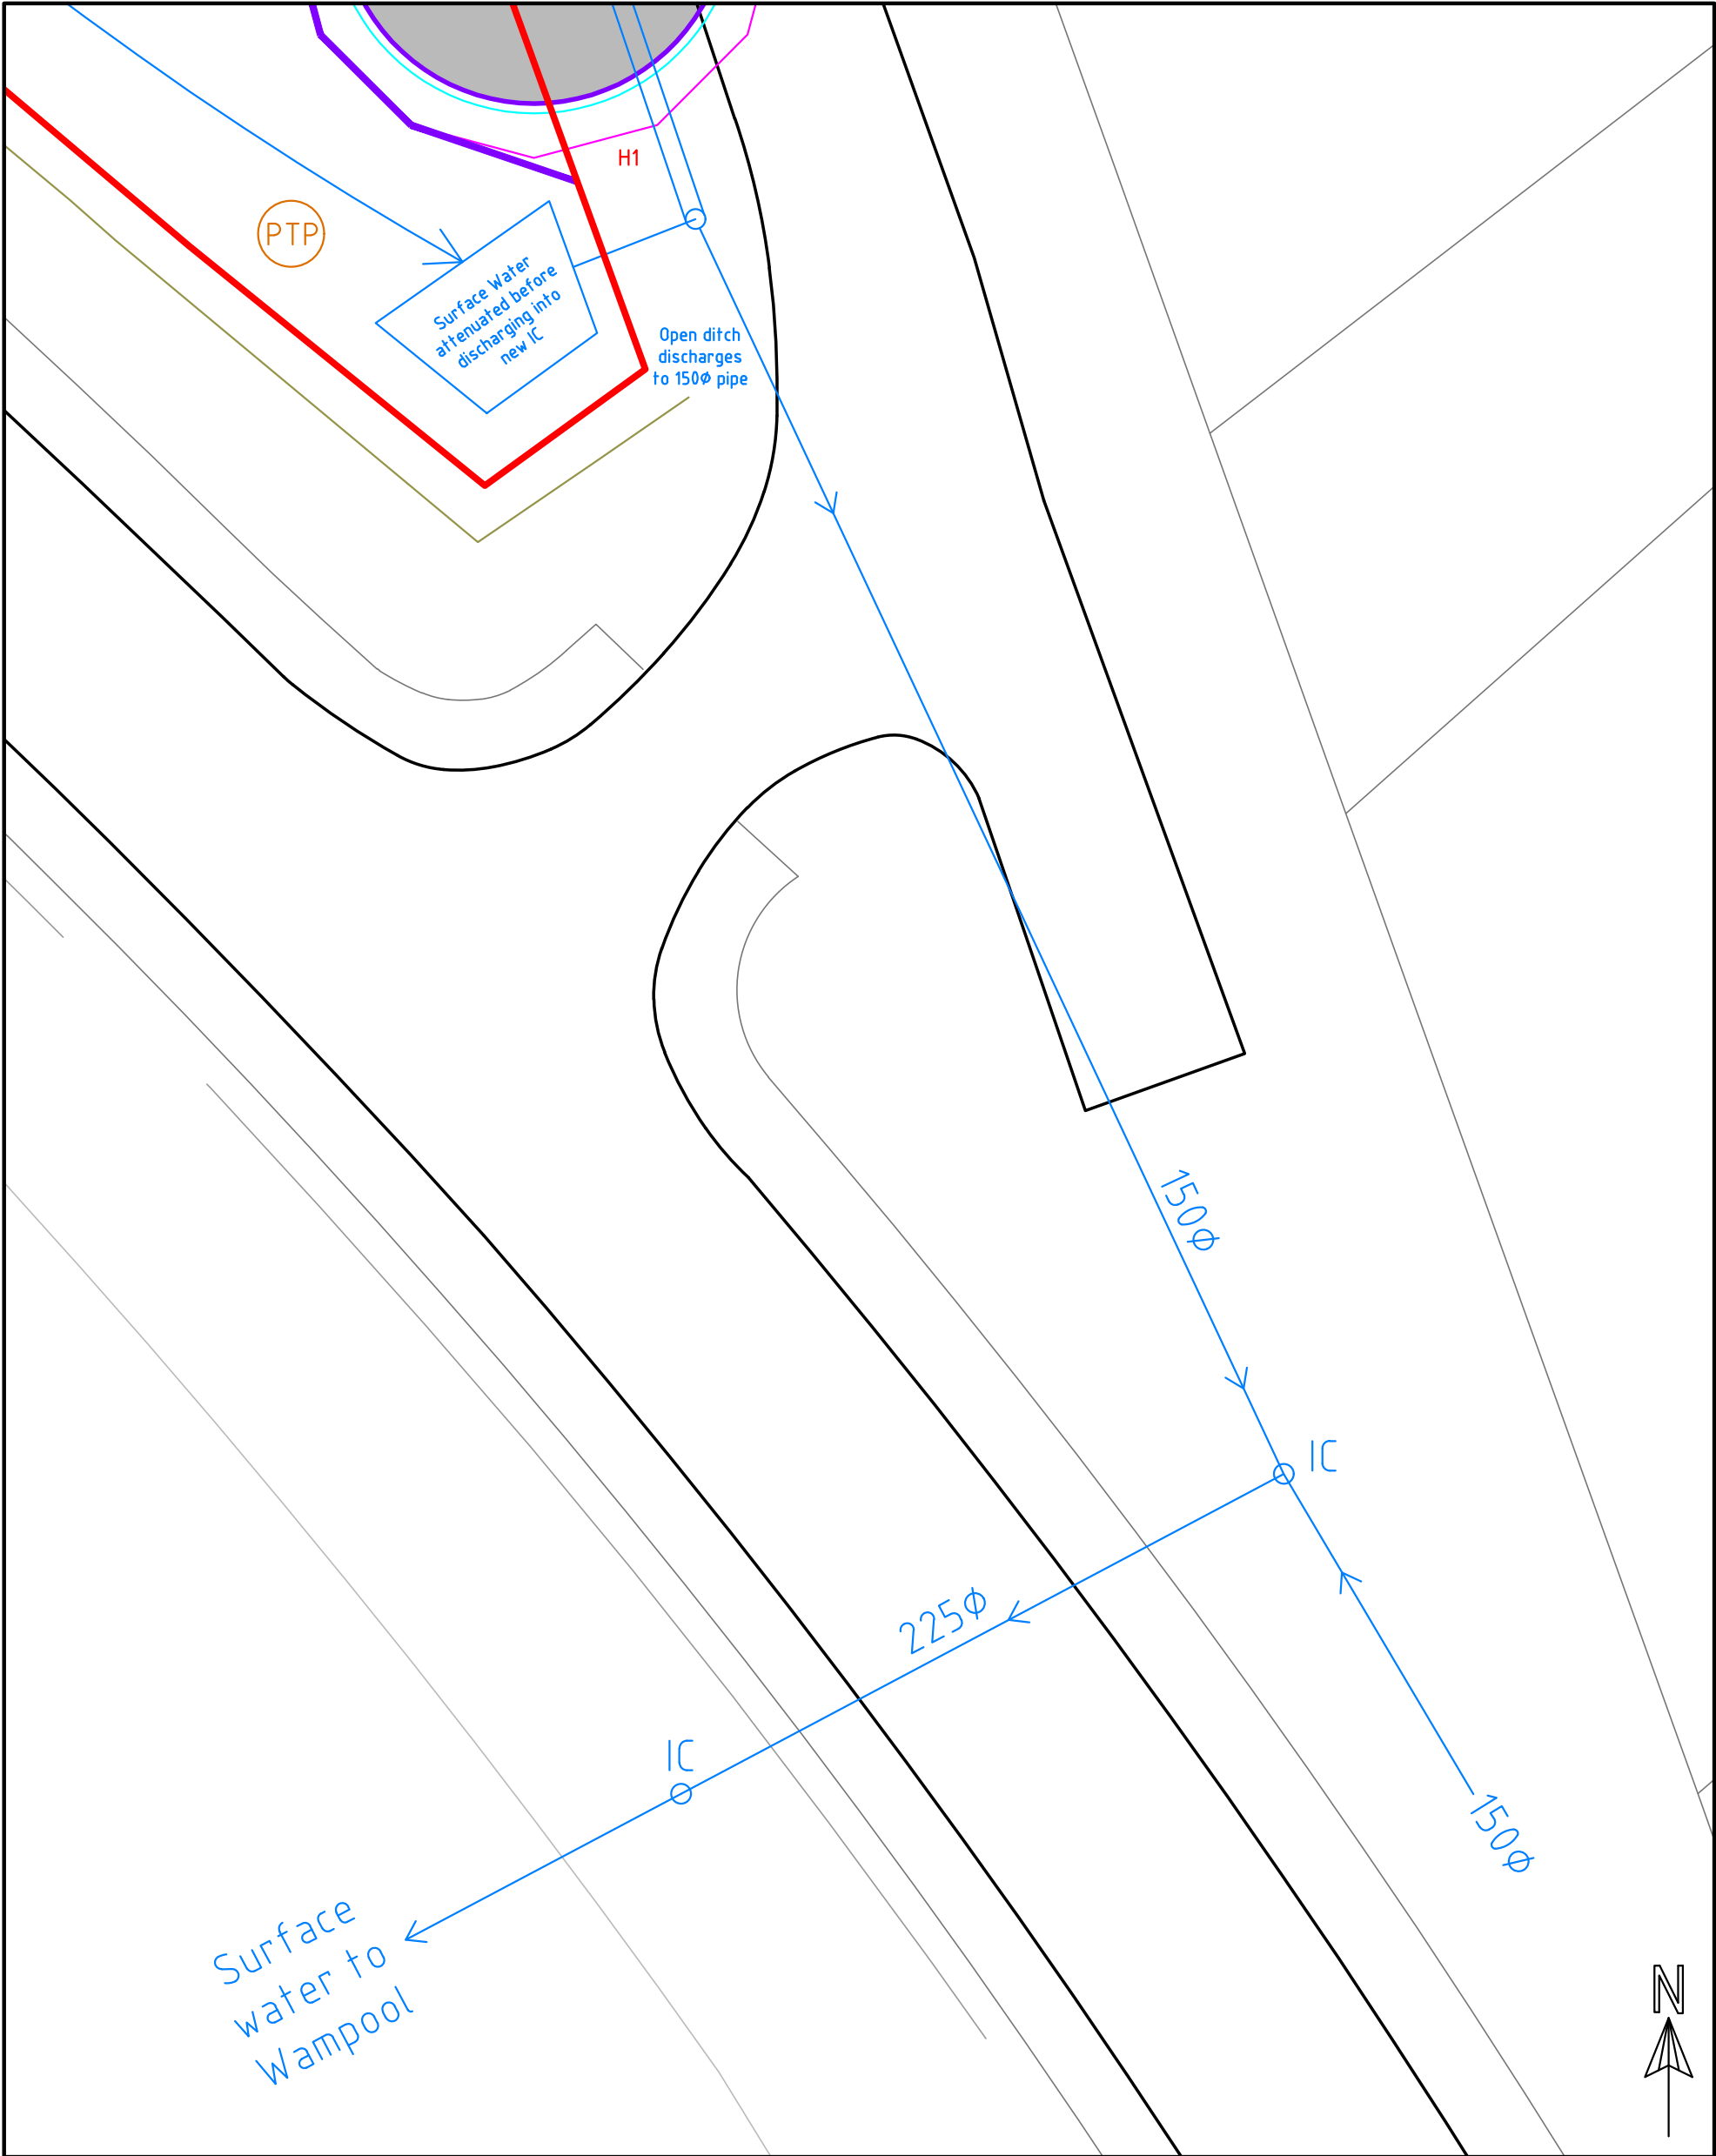 H1
PTP
Surface Water
attenuated before
discharging into
new IC
Open ditch
discharges
to 150Ø pipe
150Ø
IC
225Ø
IC
150Ø
Surface
water to
Wampool
N